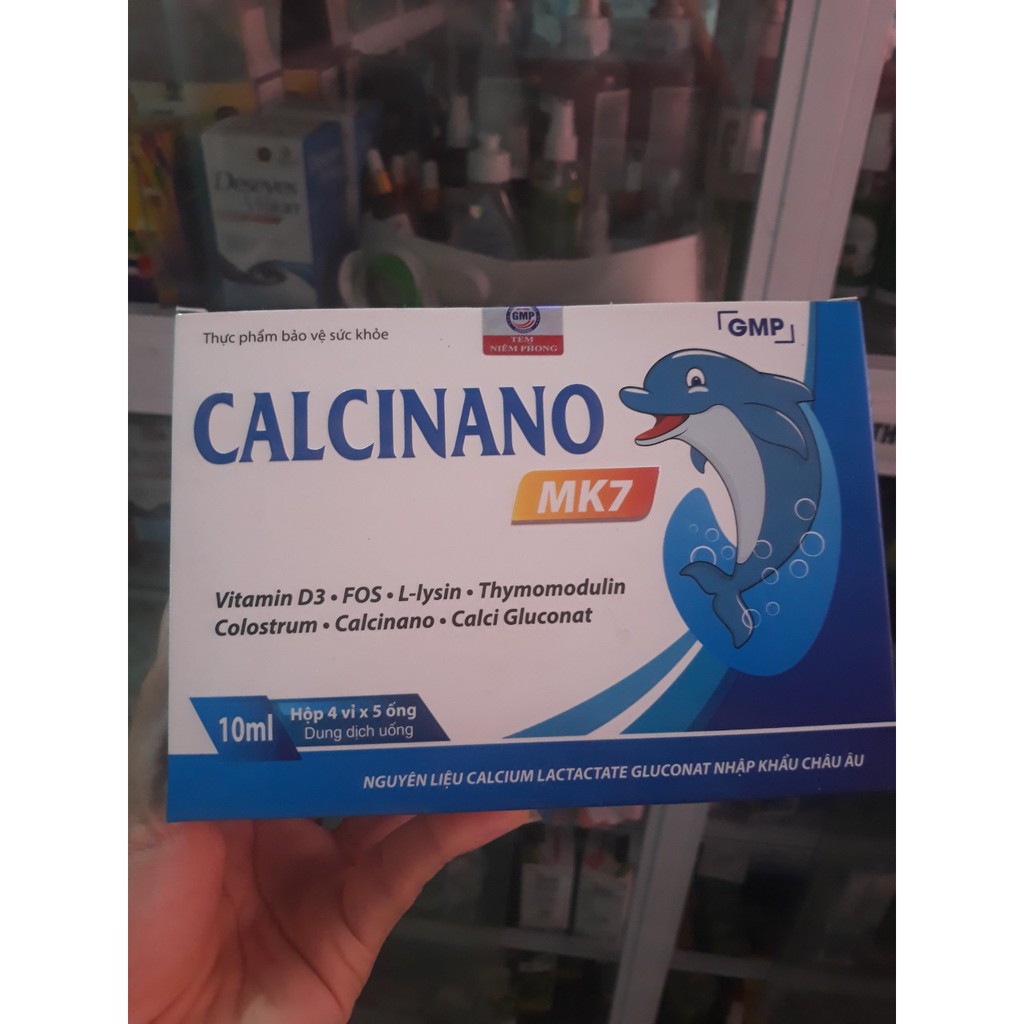 Deseyes
Vision
Thực phẩm bảo vệ sức khỏe
GMP
TEM
NIÊM PHONG
GMP
CALCINANO
MK7
Vitamin D3 • FOS • L-lysin • Thymomodulin
Colostrum • Calcinano • Calci Gluconat
10ml
Hộp 4 vỉ x 5 ống
Dung dịch uống
NGUYÊN LIỆU CALCIUM LACTACTATE GLUCONAT NHẬP KHẨU CHÂU ÂU